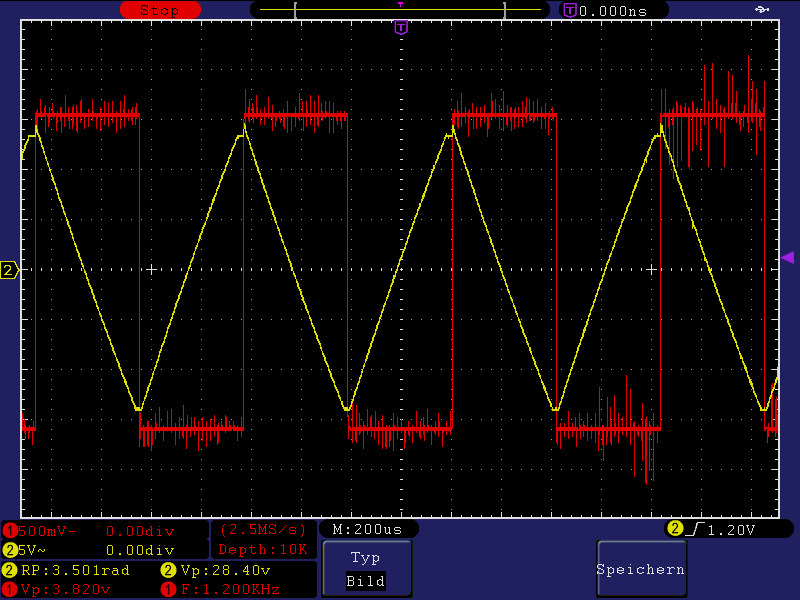 Stop
T 0.000ns
T
2
1 500mV- 0.00div
(2.5MS/s)
M:200us
2 1.20V
2 5V~ 0.00div
Depth:10K
2 RP:3.501rad
2 Vp:28.40v
1 Vp:3.820v
1 F:1.200KHz
Typ
Bild
Speichern